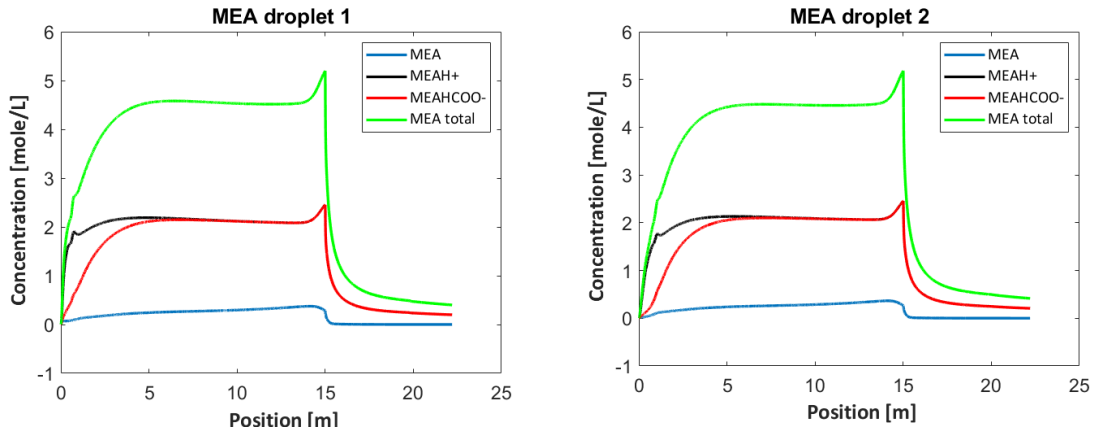 MEA droplet 1
Concentration [mole/L]
6
5
4
3
2
1
0
-1
0 5 10 15 20 25
Position [m]
MEA
MEAH+
MEAHCOO-
MEA total
MEA droplet 2
Concentration [mole/L]
6
5
4
3
2
1
0
-1
0 5 10 15 20 25
Position [m]
MEA
MEAH+
MEAHCOO-
MEA total